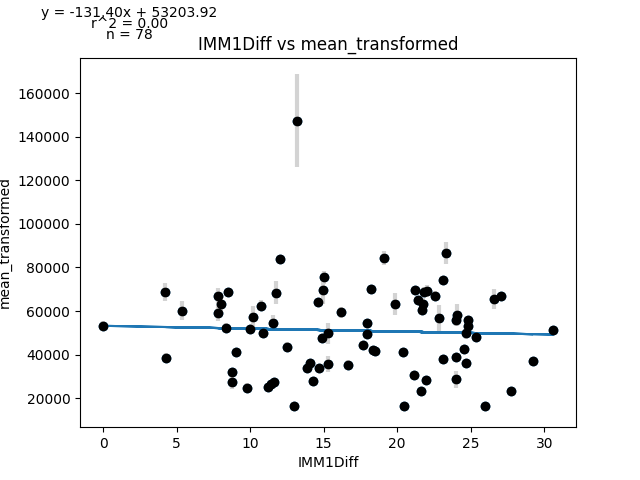 y = -131.40x + 53203.92
r^2 = 0.00
n = 78
IMM1Diff vs mean_transformed
160000
140000
120000
100000
80000
60000
40000
20000
mean_transformed
0 5 10 15 20 25 30
IMM1Diff